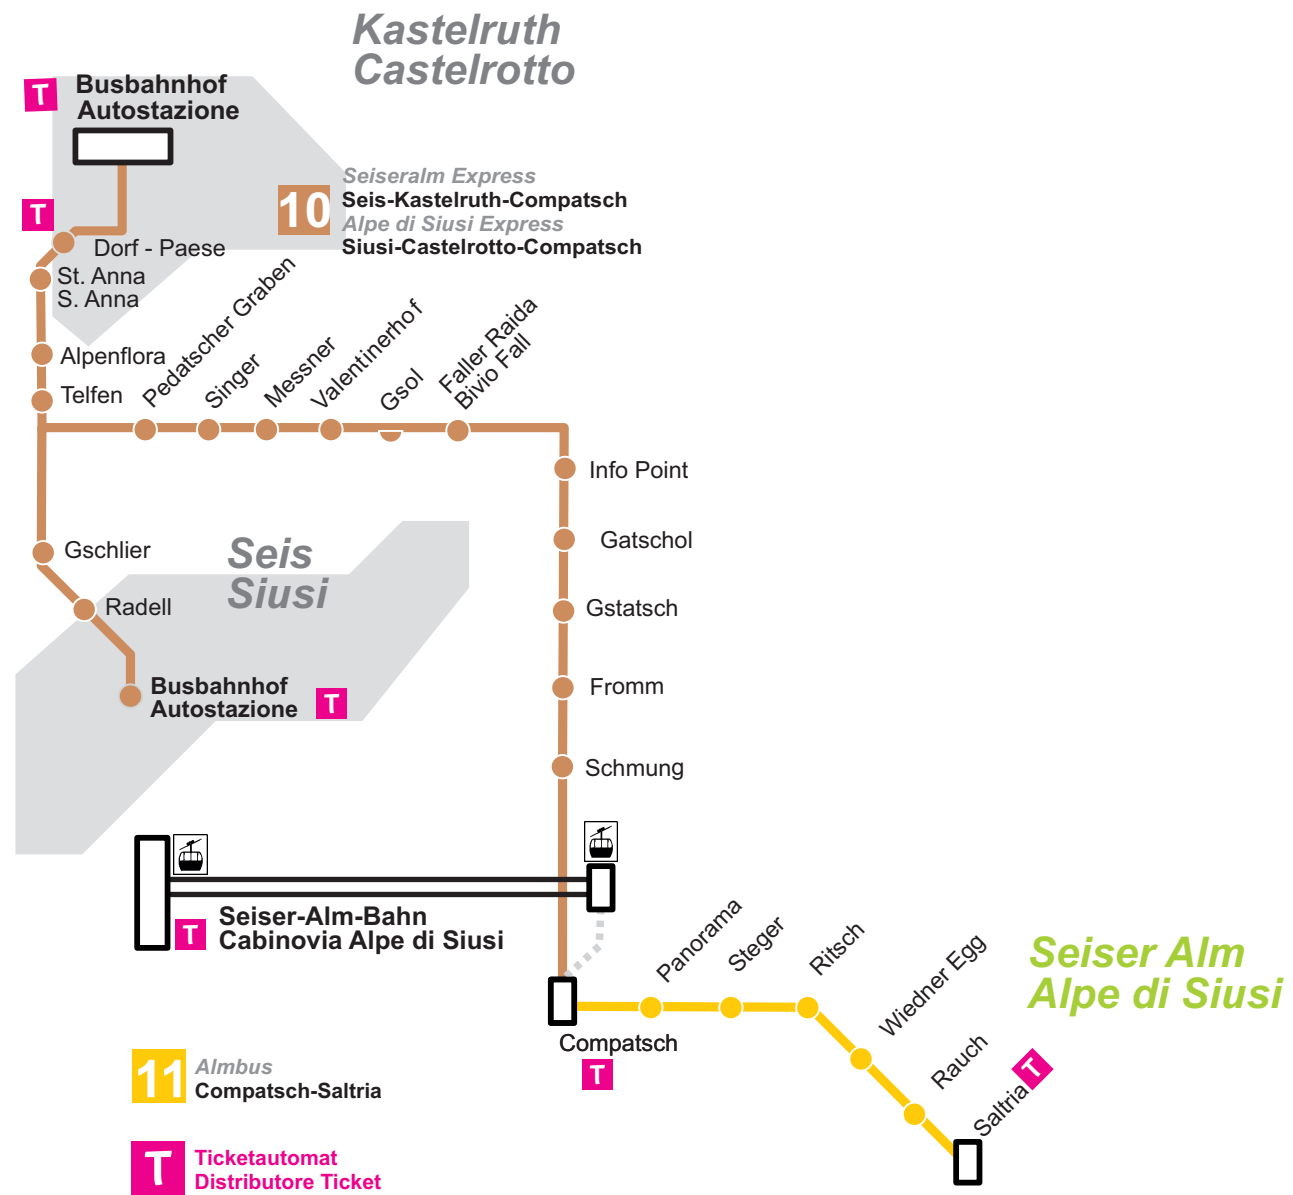 Kastelruth
Castelrotto
T
Busbahnhof
Autostazione
10
Seiseralm Express
Seis-Kastelruth-Compatsch
Alpe di Siusi Express
Siusi-Castelrotto-Compatsch
T
Dorf - Paese
St. Anna
S. Anna
Alpenflora
Telfen
Pedatscher Graben
Singer
Messner
Valentinerhof
Gsol
Faller Raida
Bivio Fall
Info Point
Gatschol
Gstatsch
Fromm
Schmung
Gschlier
Radell
Seis
Siusi
Busbahnhof
Autostazione
T
T
Seiser-Alm-Bahn
Cabinovia Alpe di Siusi
Compatsch
T
Panorama
Steger
Ritsch
Wiedner Egg
Rauch
Saltria
T
Seiser Alm
Alpe di Siusi
11
Almbus
Compatsch-Saltria
T
Ticketautomat
Distributore Ticket